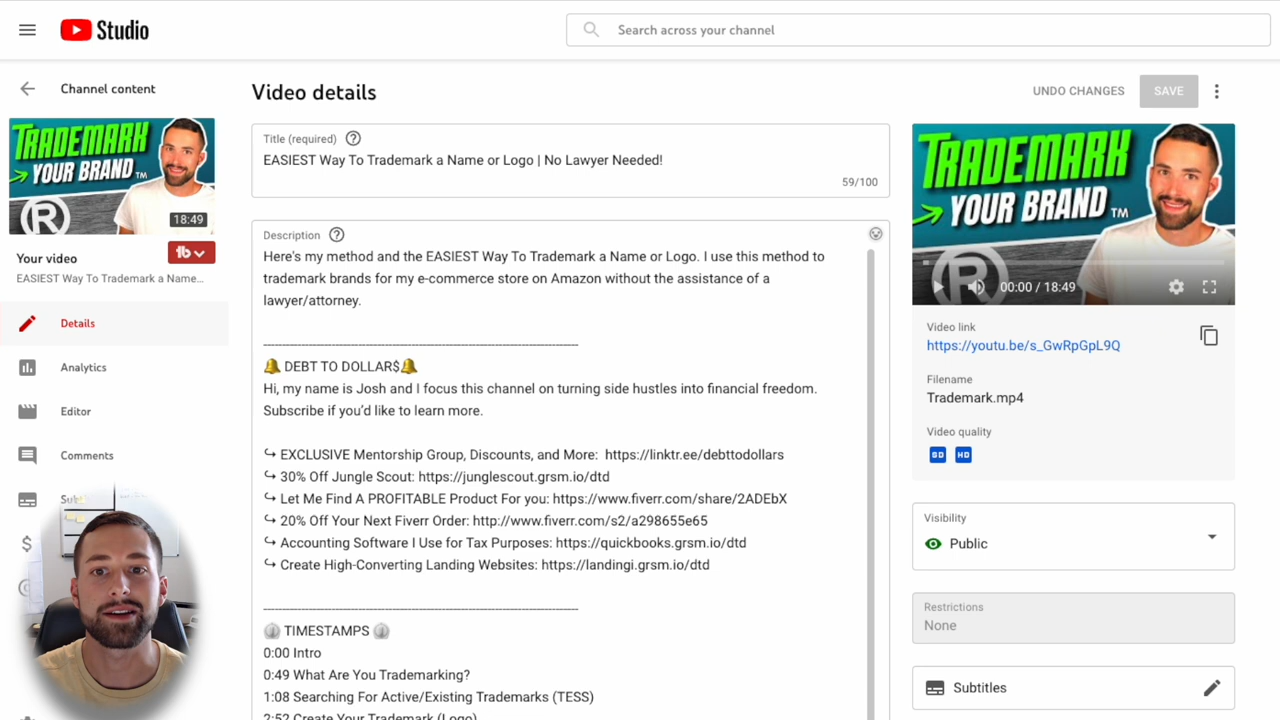 Studio
Search across your channel
Channel content
TRADEMARK
YOUR BRAND™
®
18:49
Your video
tb
EASIEST Way To Trademark a Name...
Details
Analytics
Editor
Comments
Video details
UNDO CHANGES
SAVE
Title (required) ?
EASIEST Way To Trademark a Name or Logo | No Lawyer Needed!
59/100
Description ?
Here's my method and the EASIEST Way To Trademark a Name or Logo. I use this method to
trademark brands for my e-commerce store on Amazon without the assistance of a
lawyer/attorney.
🔔 DEBT TO DOLLAR$🔔
Hi, my name is Josh and I focus this channel on turning side hustles into financial freedom.
Subscribe if you’d like to learn more.
↪ EXCLUSIVE Mentorship Group, Discounts, and More: https://linktr.ee/debttodollars
↪ 30% Off Jungle Scout: https://junglescout.grsm.io/dtd
↪ Let Me Find A PROFITABLE Product For you: https://www.fiverr.com/share/2ADEbX
↪ 20% Off Your Next Fiverr Order: http://www.fiverr.com/s2/a298655e65
↪ Accounting Software I Use for Tax Purposes: https://quickbooks.grsm.io/dtd
↪ Create High-Converting Landing Websites: https://landingi.grsm.io/dtd
TIMESTAMPS
0:00 Intro
0:49 What Are You Trademarking?
1:08 Searching For Active/Existing Trademarks (TESS)
2:52 Create Your Trademark (Logo)
TRADEMARK
YOUR BRAND™
®
00:00 / 18:49
Video link
https://youtu.be/s_GwRpGpL9Q
Filename
Trademark.mp4
Video quality
SD HD
Visibility
Public
Restrictions
None
Subtitles